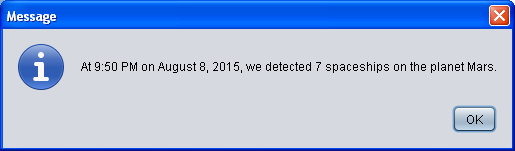 Message
At 9:50 PM on August 8, 2015, we detected 7 spaceships on the planet Mars.
OK